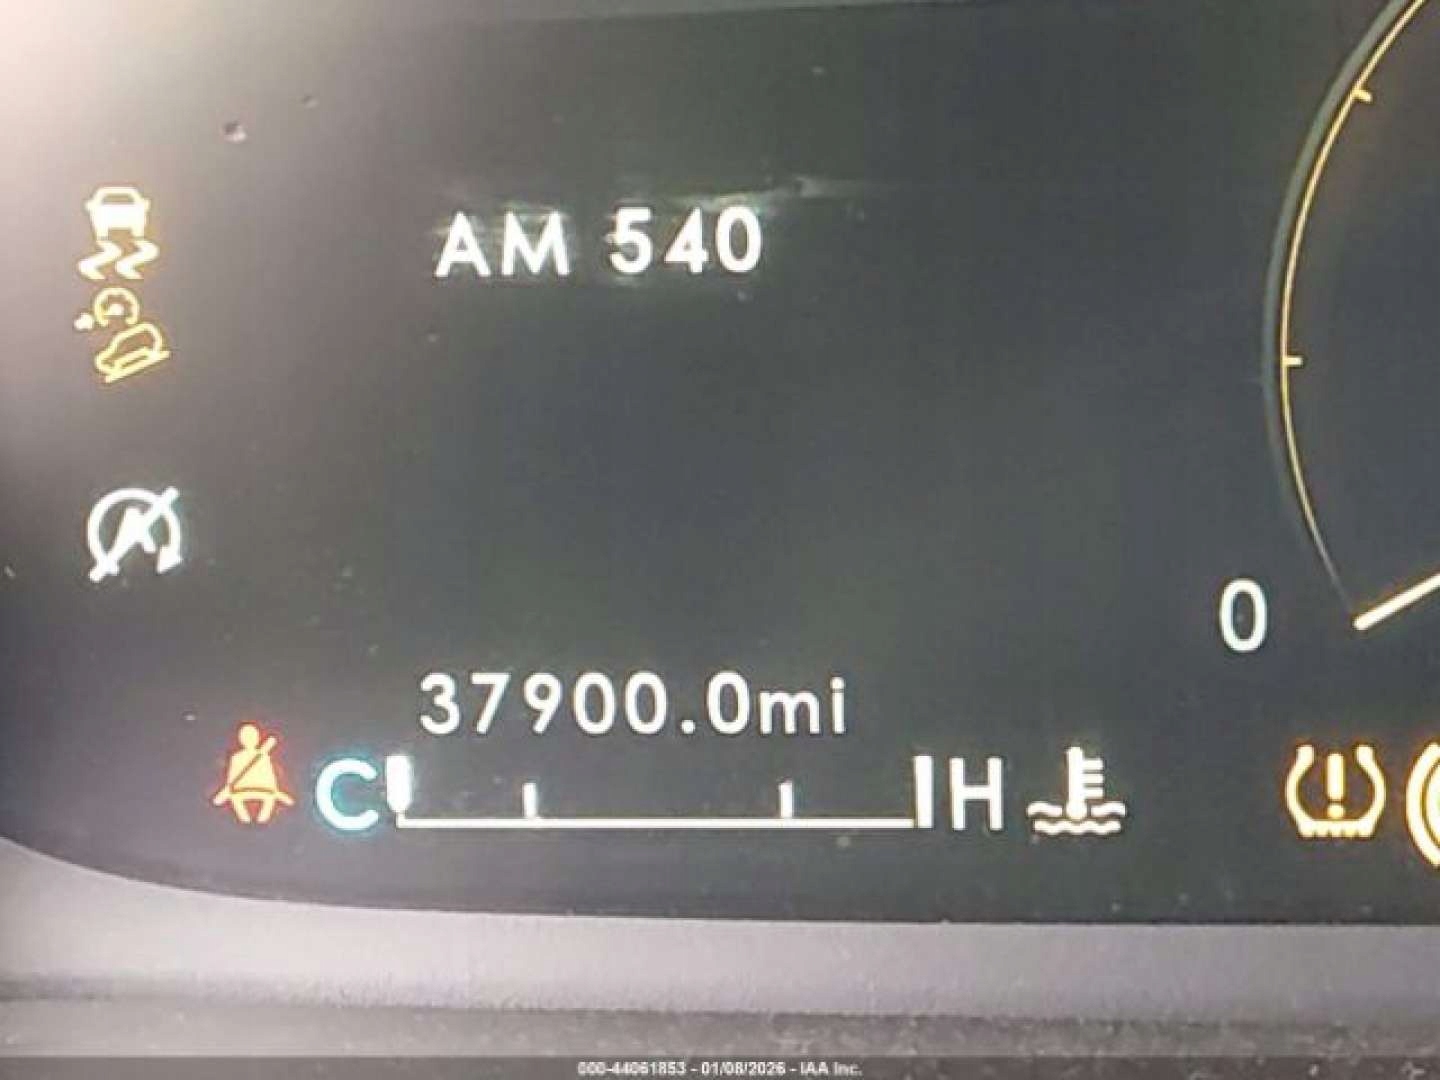 AM 540
0
37900.0mi
C H
000-44061853 - 01/08/2026 - IAA Inc.